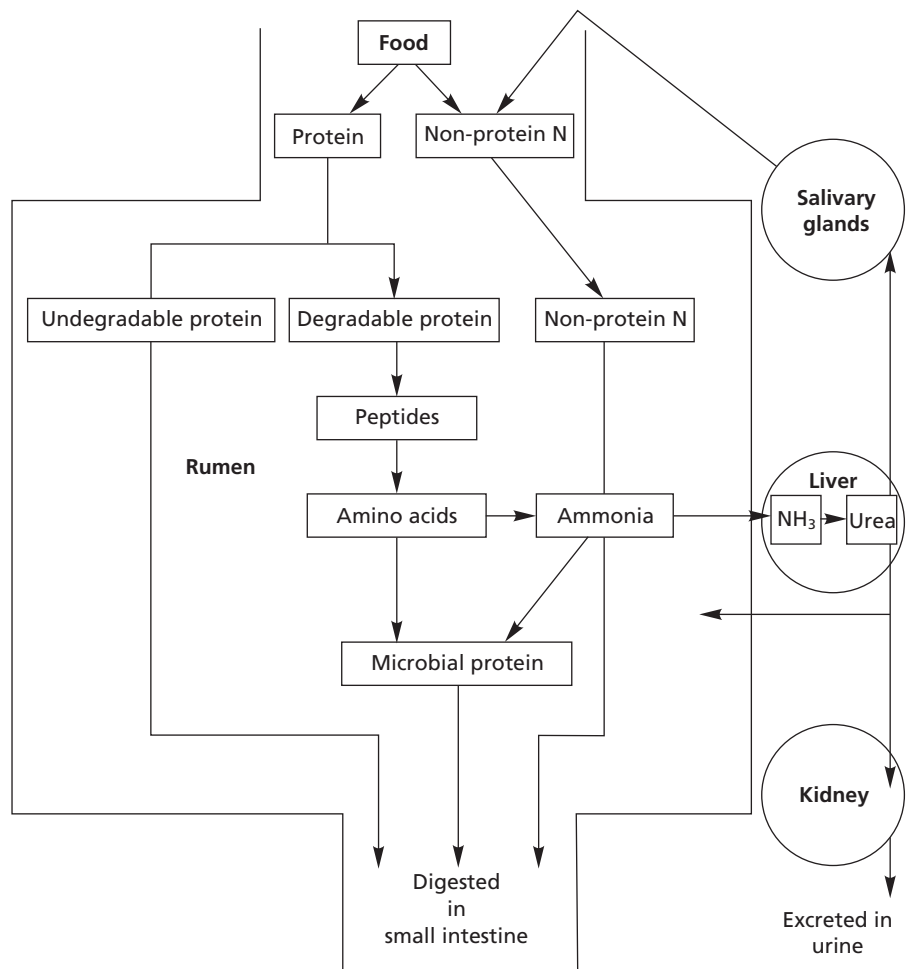 Food
Protein
Non-protein N
Salivary
glands
Undegradable protein
Degradable protein
Non-protein N
Peptides
Rumen
Liver
Amino acids
Ammonia
NH₃
Urea
Microbial protein
Kidney
Digested
in
small intestine
Excreted in
urine